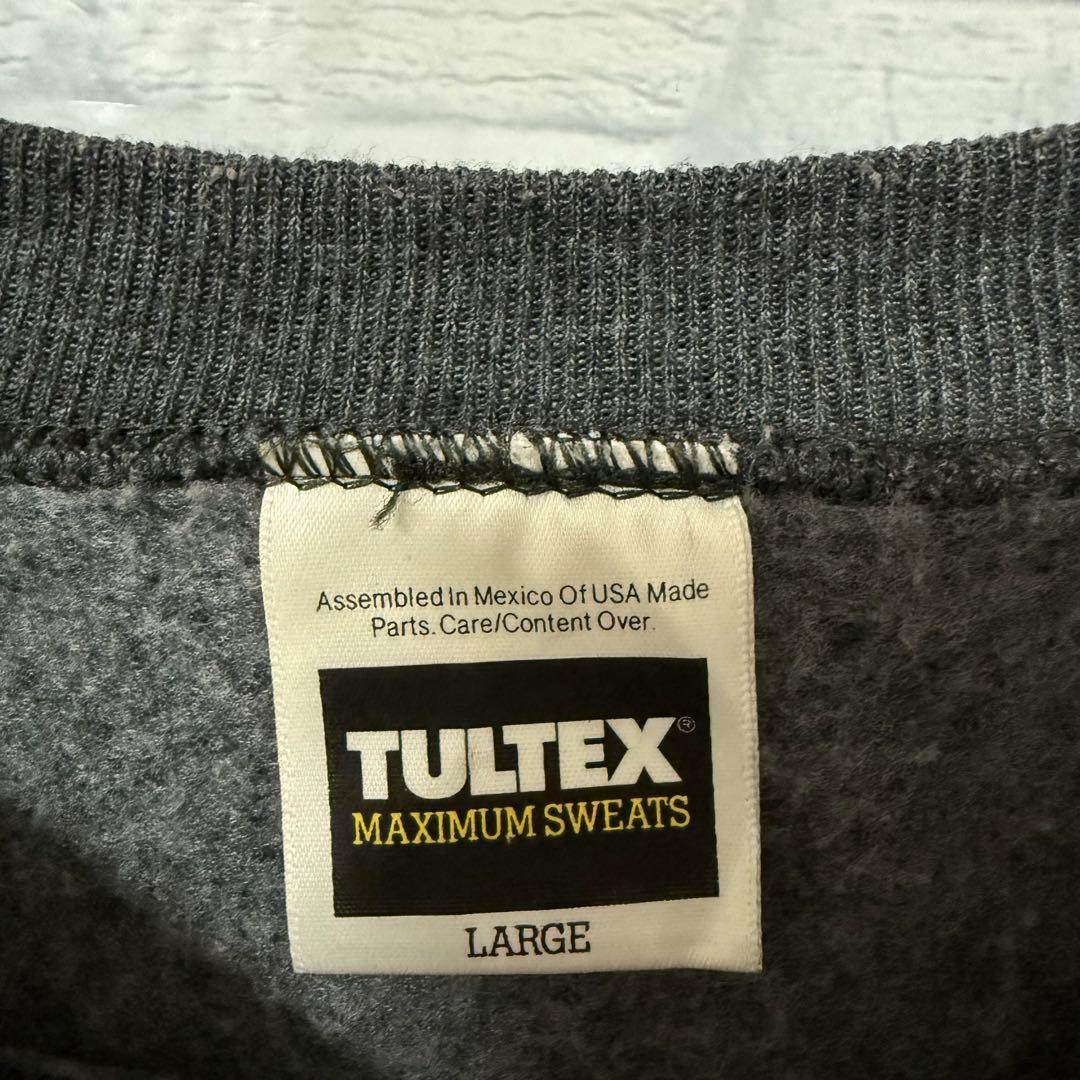 Assembled In Mexico Of USA Made
Parts. Care/Content Over.
TULTEX®
MAXIMUM SWEATS
LARGE